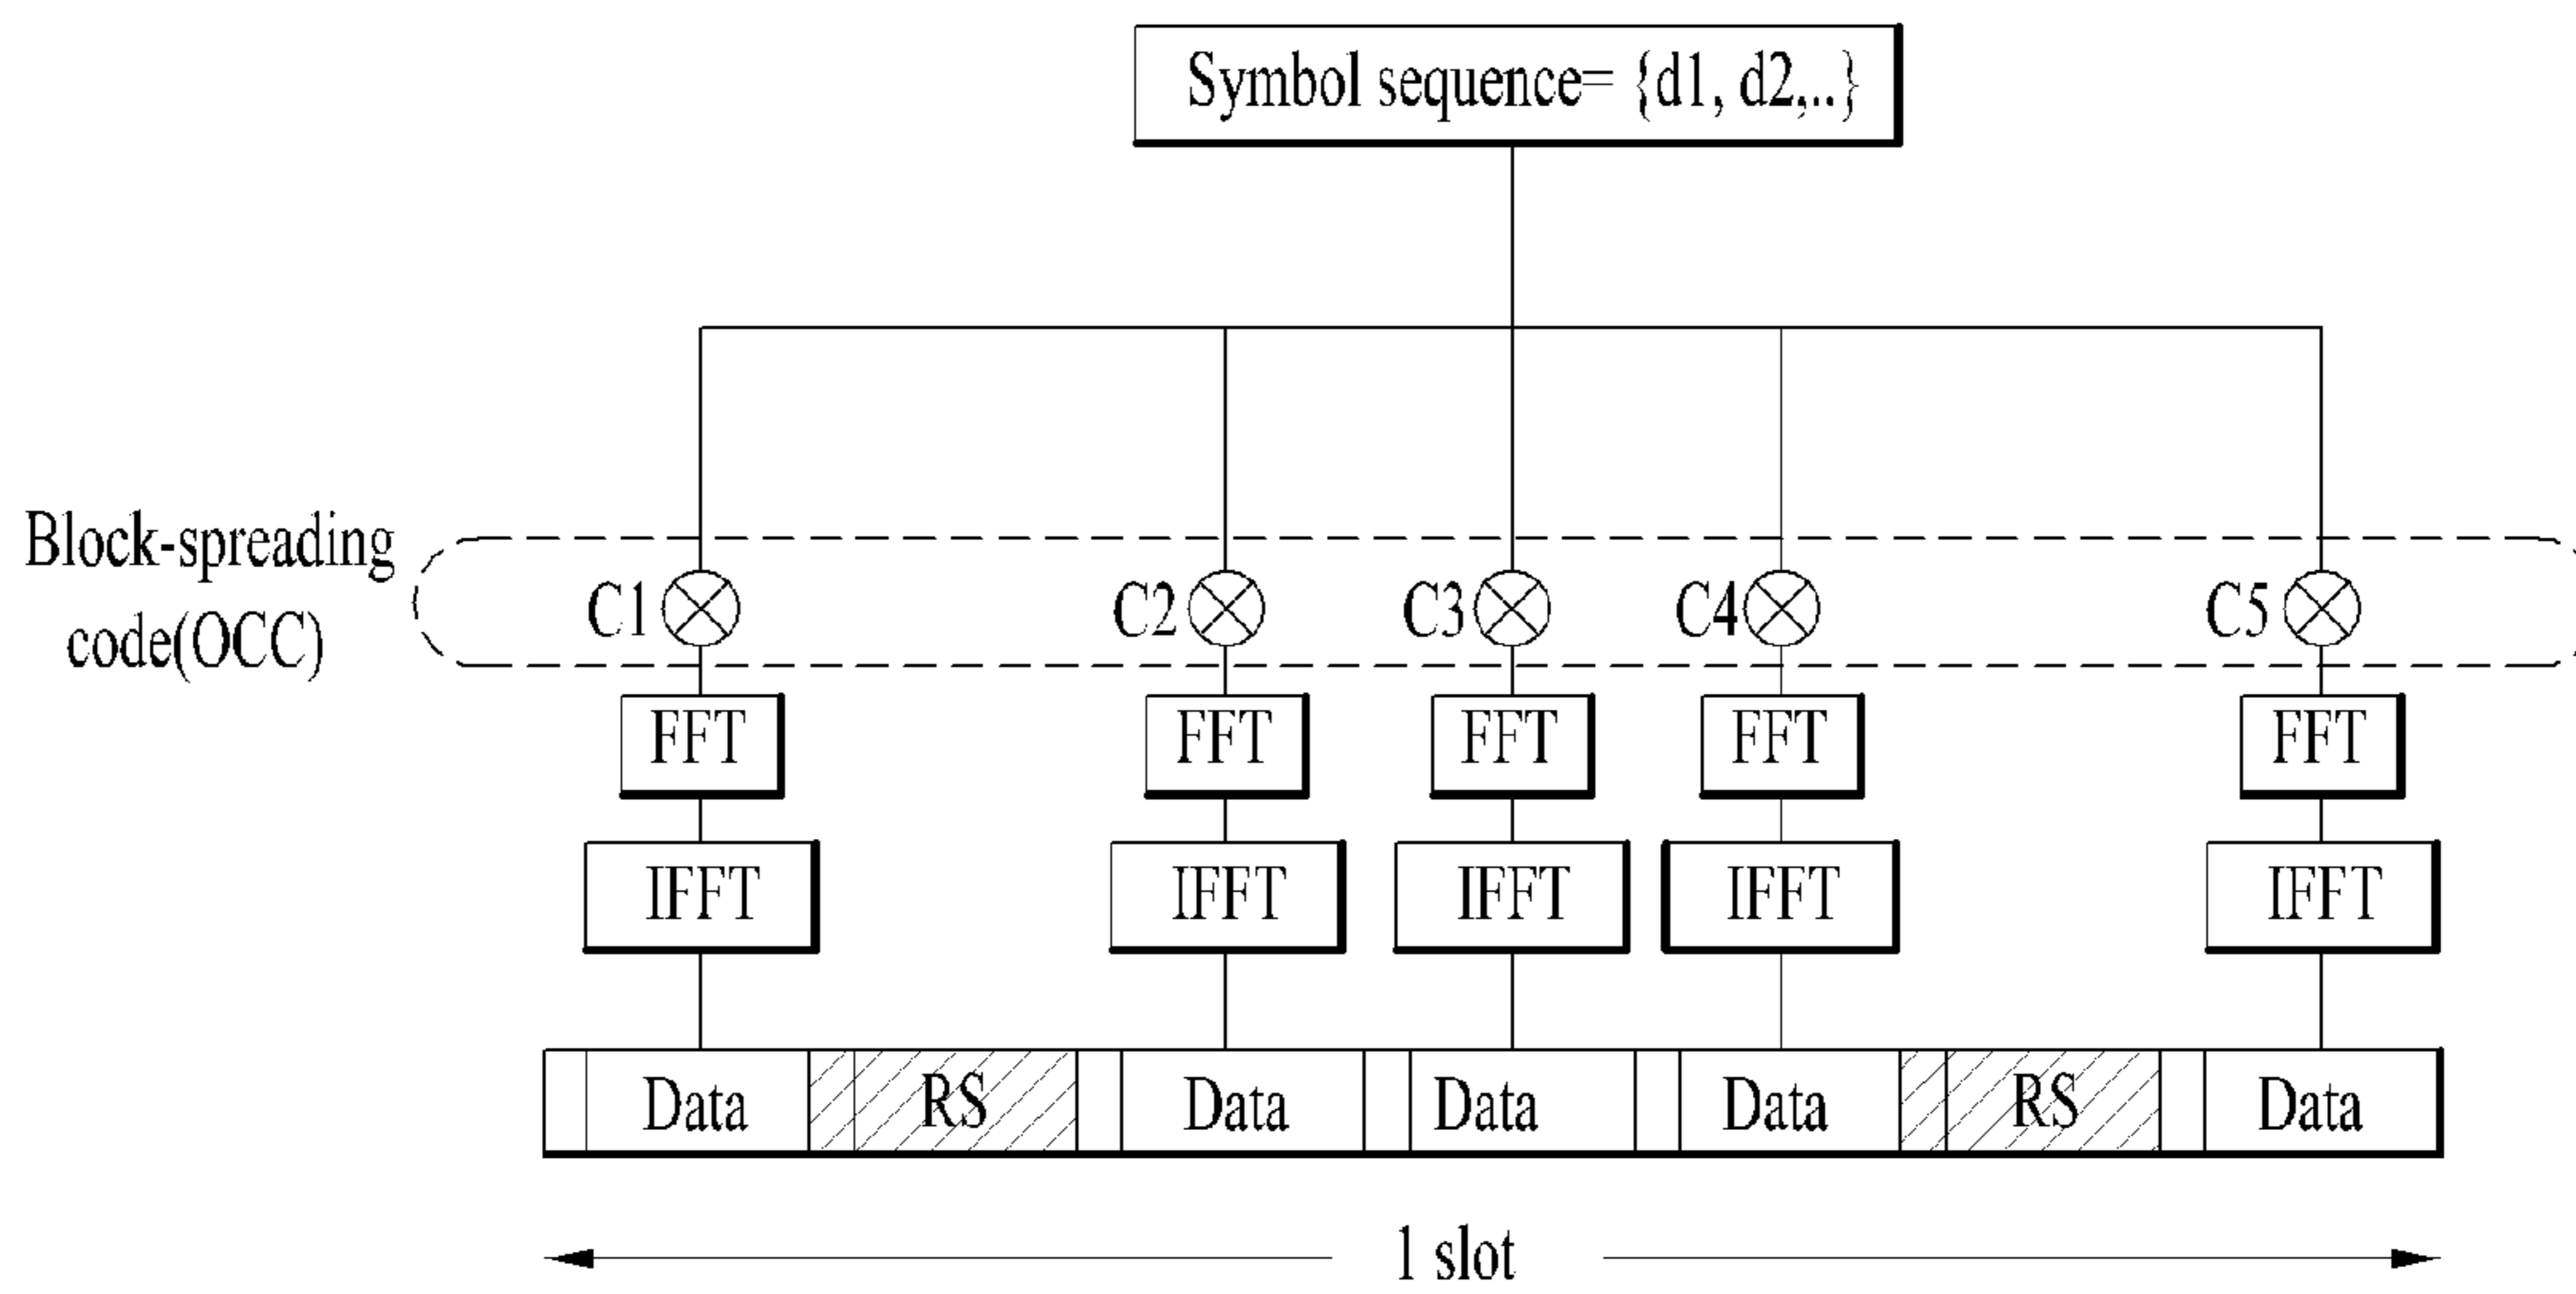 Symbol sequence= {d1, d2,..}
Block-spreading
code(OCC)
C1 C2 C3 C4 C5
FFT FFT FFT FFT FFT
IFFT IFFT IFFT IFFT IFFT
Data RS Data Data Data RS Data
1 slot